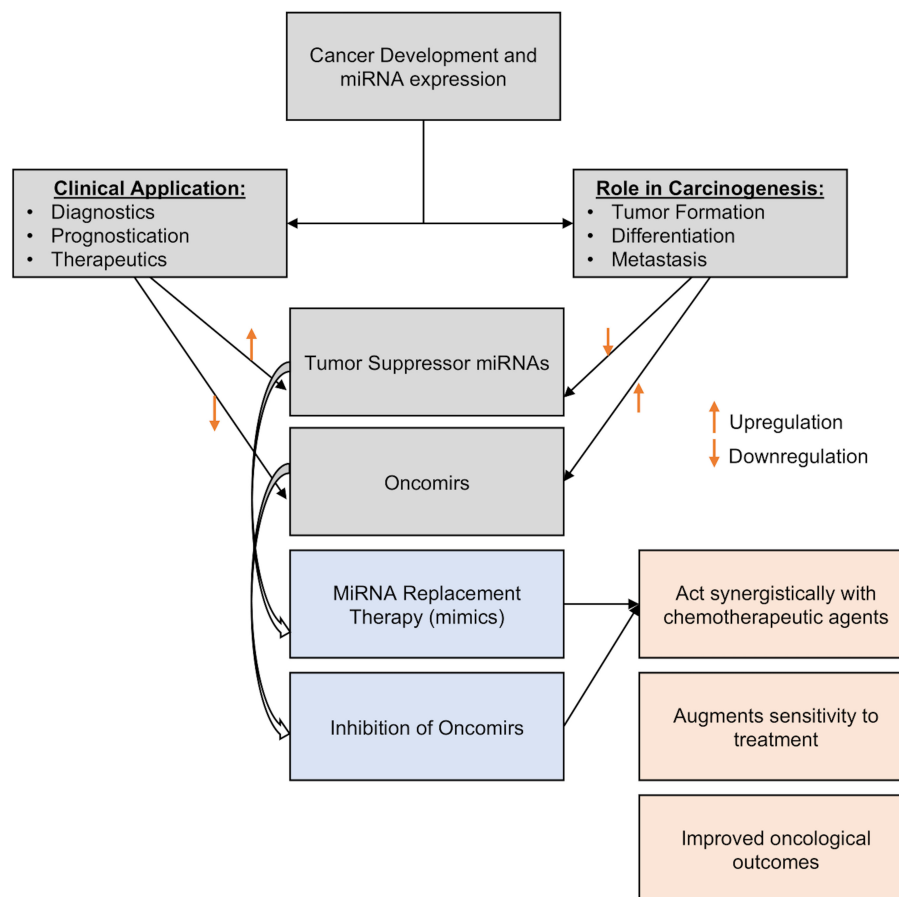 Cancer Development and
miRNA expression
Clinical Application:
• Diagnostics
• Prognostication
• Therapeutics
Role in Carcinogenesis:
• Tumor Formation
• Differentiation
• Metastasis
Tumor Suppressor miRNAs
Upregulation
Downregulation
Oncomirs
MiRNA Replacement
Therapy (mimics)
Act synergistically with
chemotherapeutic agents
Inhibition of Oncomirs
Augments sensitivity to
treatment
Improved oncological
outcomes